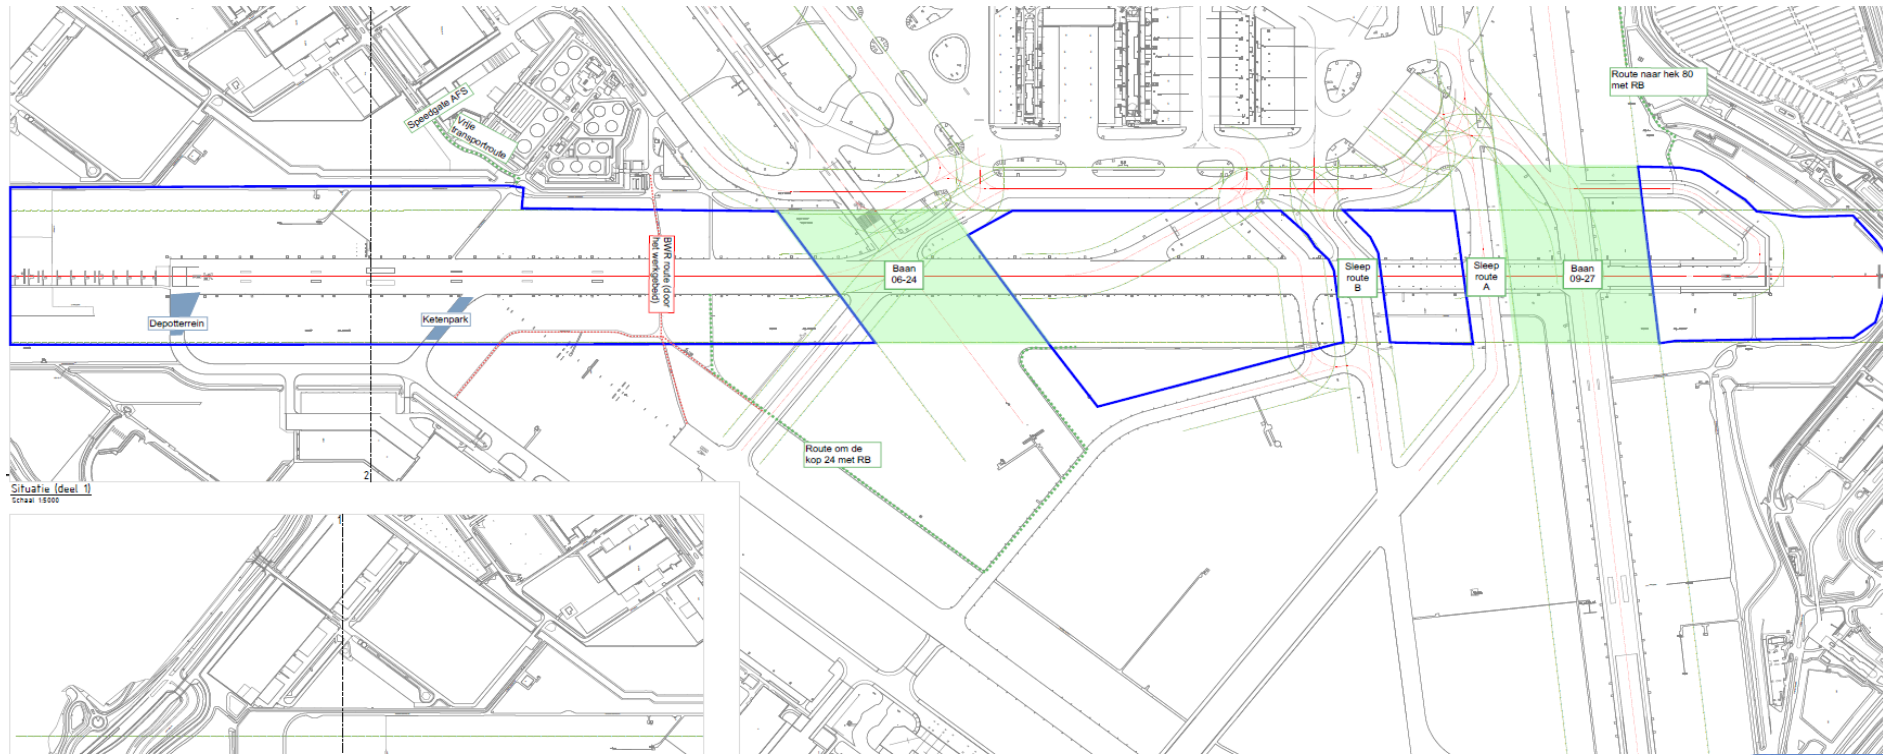 Route naar hek 80
met RB
Speedgate AFS
Vrije
transportroute
BWR route (door
het werkgebied)
Baan
06-24
Sleep
route
B
Sleep
route
A
Baan
09-27
Depotterrein
Ketenpark
Route om de
kop 24 met RB
2
Situatie (deel 1)
Schaal 1:5000
1